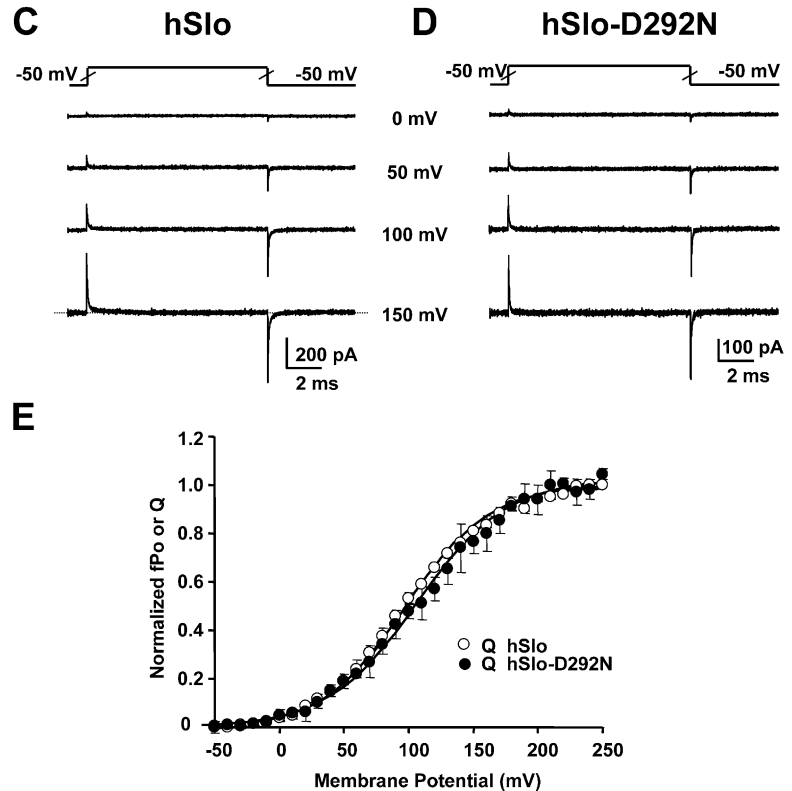 C hSlo D hSlo-D292N
-50 mV -50 mV -50 mV -50 mV
0 mV
50 mV
100 mV
150 mV
200 pA 100 pA
2 ms 2 ms
E
1.2
1.0
0.8
0.6
0.4
0.2
0
Normalized fPo or Q
Q hSlo
Q hSlo-D292N
-50 0 50 100 150 200 250
Membrane Potential (mV)